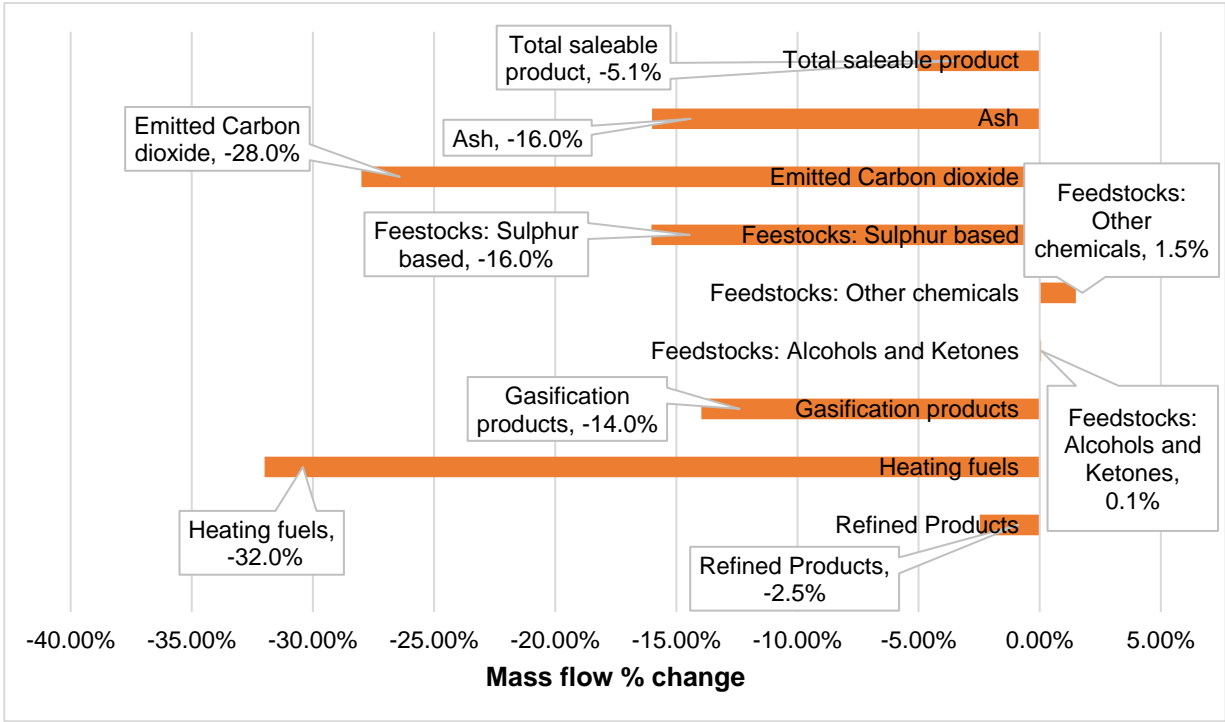 Total saleable
product, -5.1%
Total saleable product
Ash, -16.0%
Ash
Emitted Carbon
dioxide, -28.0%
Emitted Carbon dioxide
Feestocks: Sulphur
based, -16.0%
Feestocks: Sulphur based
Feedstocks:
Other
chemicals, 1.5%
Feedstocks: Other chemicals
Feedstocks: Alcohols and Ketones
Feedstocks:
Alcohols and
Ketones,
0.1%
Gasification
products, -14.0%
Gasification products
Heating fuels
Heating fuels,
-32.0%
Refined Products
Refined Products,
-2.5%
-40.00% -35.00% -30.00% -25.00% -20.00% -15.00% -10.00% -5.00% 0.00% 5.00%
Mass flow % change